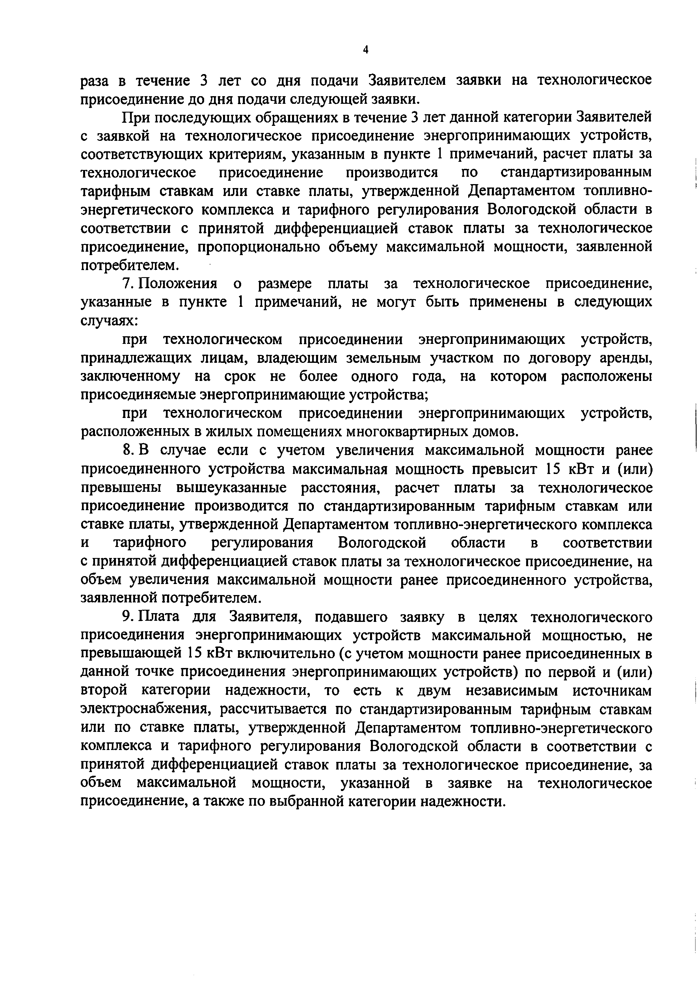 4
раза в течение 3 лет со дня подачи Заявителем заявки на технологическое
присоединение до дня подачи следующей заявки.
При последующих обращениях в течение 3 лет данной категории Заявителей
с заявкой на технологическое присоединение энергопринимающих устройств,
соответствующих критериям, указанным в пункте 1 примечаний, расчет платы за
технологическое присоединение производится по стандартизированным
тарифным ставкам или ставке платы, утвержденной Департаментом топливно-
энергетического комплекса и тарифного регулирования Вологодской области в
соответствии с принятой дифференциацией ставок платы за технологическое
присоединение, пропорционально объему максимальной мощности, заявленной
потребителем.
7. Положения о размере платы за технологическое присоединение,
указанные в пункте 1 примечаний, не могут быть применены в следующих
случаях:
при технологическом присоединении энергопринимающих устройств,
принадлежащих лицам, владеющим земельным участком по договору аренды,
заключенному на срок не более одного года, на котором расположены
присоединяемые энергопринимающие устройства;
при технологическом присоединении энергопринимающих устройств,
расположенных в жилых помещениях многоквартирных домов.
8. В случае если с учетом увеличения максимальной мощности ранее
присоединенного устройства максимальная мощность превысит 15 кВт и (или)
превышены вышеуказанные расстояния, расчет платы за технологическое
присоединение производится по стандартизированным тарифным ставкам или
ставке платы, утвержденной Департаментом топливно-энергетического комплекса
и тарифного регулирования Вологодской области в соответствии
с принятой дифференциацией ставок платы за технологическое присоединение, на
объем увеличения максимальной мощности ранее присоединенного устройства,
заявленной потребителем.
9. Плата для Заявителя, подавшего заявку в целях технологического
присоединения энергопринимающих устройств максимальной мощностью, не
превышающей 15 кВт включительно (с учетом мощности ранее присоединенных в
данной точке присоединения энергопринимающих устройств) по первой и (или)
второй категории надежности, то есть к двум независимым источникам
электроснабжения, рассчитывается по стандартизированным тарифным ставкам
или по ставке платы, утвержденной Департаментом топливно-энергетического
комплекса и тарифного регулирования Вологодской области в соответствии с
принятой дифференциацией ставок платы за технологическое присоединение, за
объем максимальной мощности, указанной в заявке на технологическое
присоединение, а также по выбранной категории надежности.